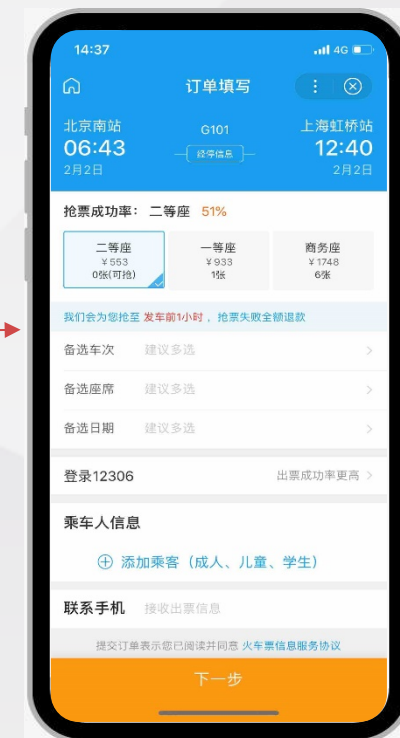 14:37 4G
订单填写
北京南站 G101 上海虹桥站
06:43 经停信息 12:40
2月2日 2月2日
抢票成功率： 二等座 51%
二等座 一等座 商务座
￥553 ￥933 ￥1748
0张(可抢) 1张 6张
我们会为您抢至 发车前1小时 ，抢票失败全额退款
备选车次 建议多选
备选座席 建议多选
备选日期 建议多选
登录12306 出票成功率更高
乘车人信息
添加乘客（成人、儿童、学生）
联系手机 接收出票信息
提交订单表示您已阅读并同意 火车票信息服务协议
下一步